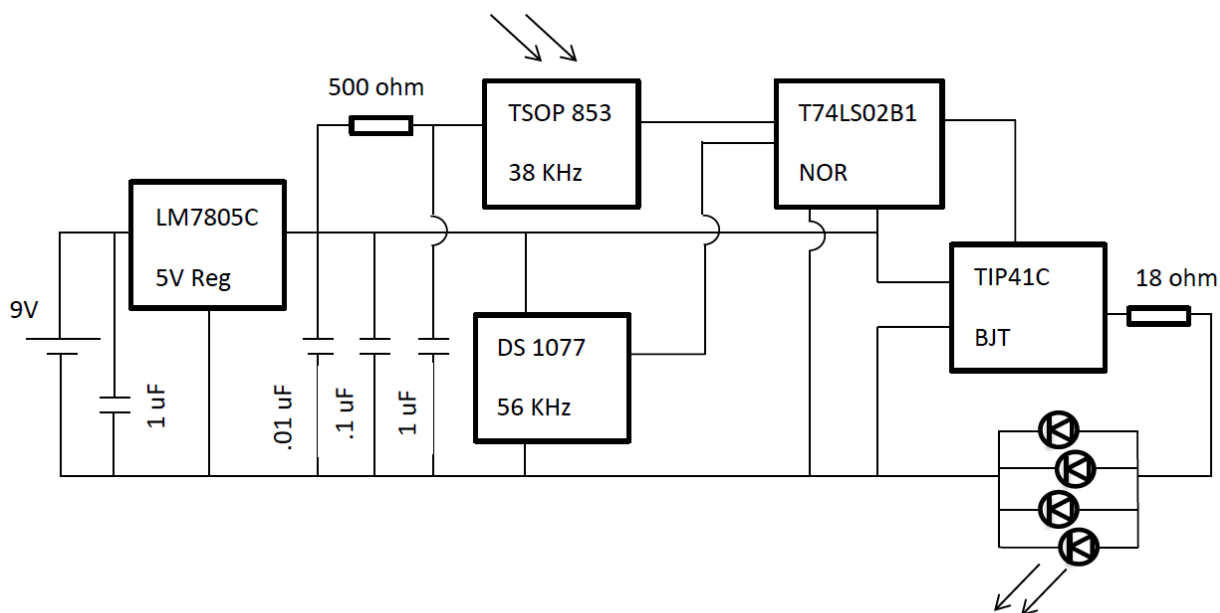 500 ohm
TSOP 853
38 KHz
T74LS02B1
NOR
LM7805C
5V Reg
9V
1 uF
.01 uF
.1 uF
1 uF
DS 1077
56 KHz
TIP41C
BJT
18 ohm